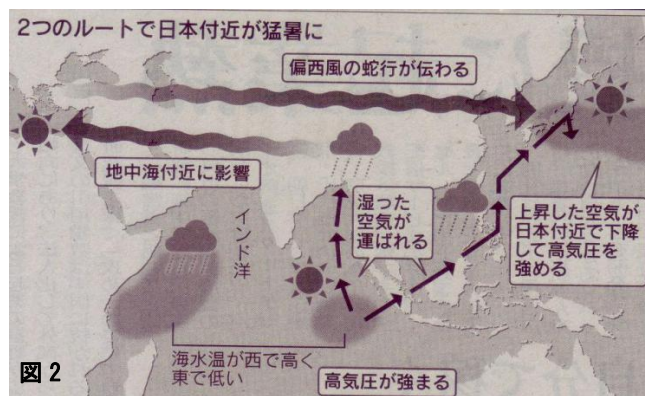 2つのルートで日本付近が猛暑に
偏西風の蛇行が伝わる
地中海付近に影響
湿った
空気が
運ばれる
上昇した空気が
日本付近で下降
して高気圧を
強める
インド洋
海水温が西で高く
東で低い
高気圧が強まる
図2